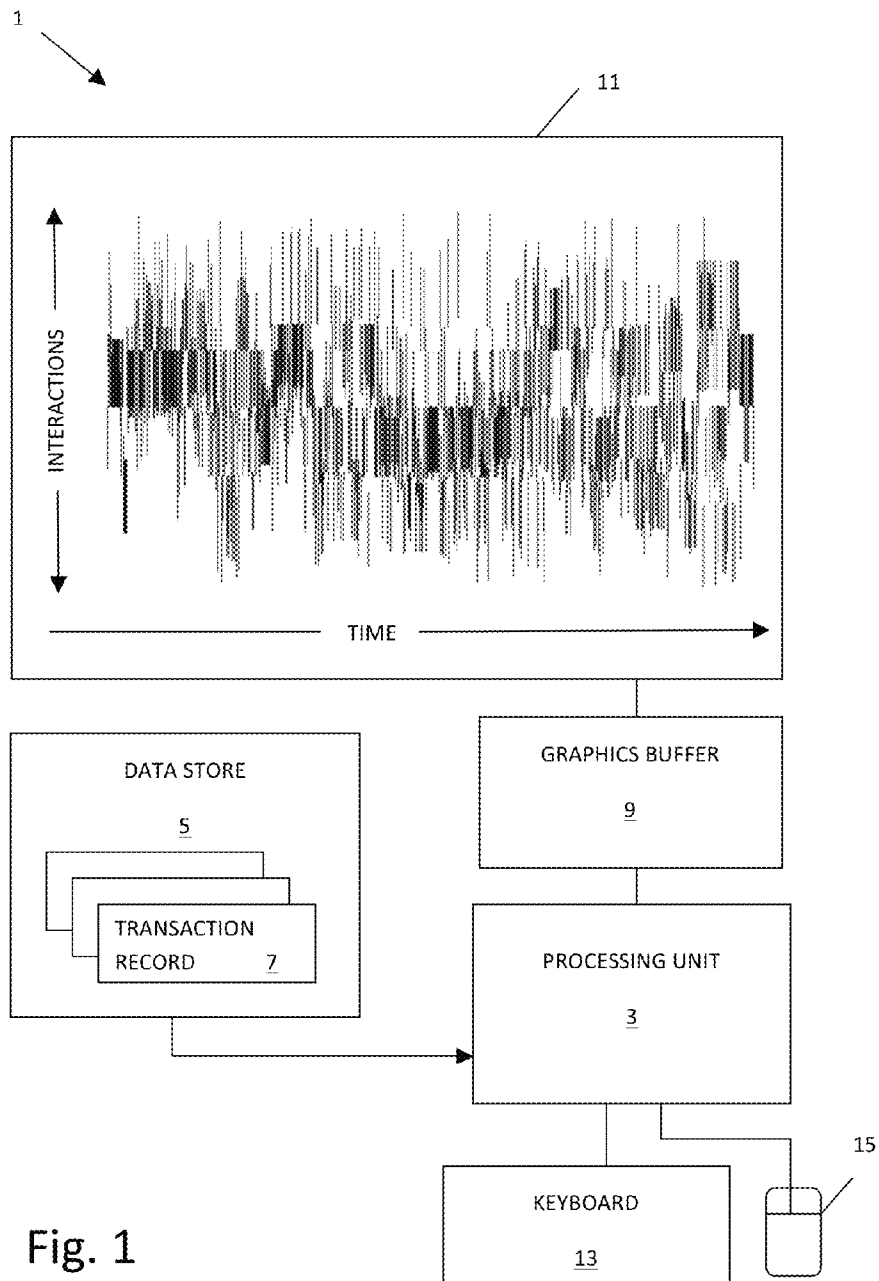 1
11
INTERACTIONS
TIME
DATA STORE
5
TRANSACTION
RECORD 7
GRAPHICS BUFFER
9
PROCESSING UNIT
3
15
KEYBOARD
13
Fig. 1